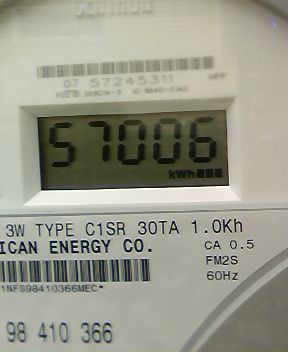 07 57245311
57006
kWh
3W TYPE C1SR 30TA 1.0Kh
ICAN ENERGY CO.
CA 0.5
FM2S
60Hz
1NFS98410366MEC*
98 410 366